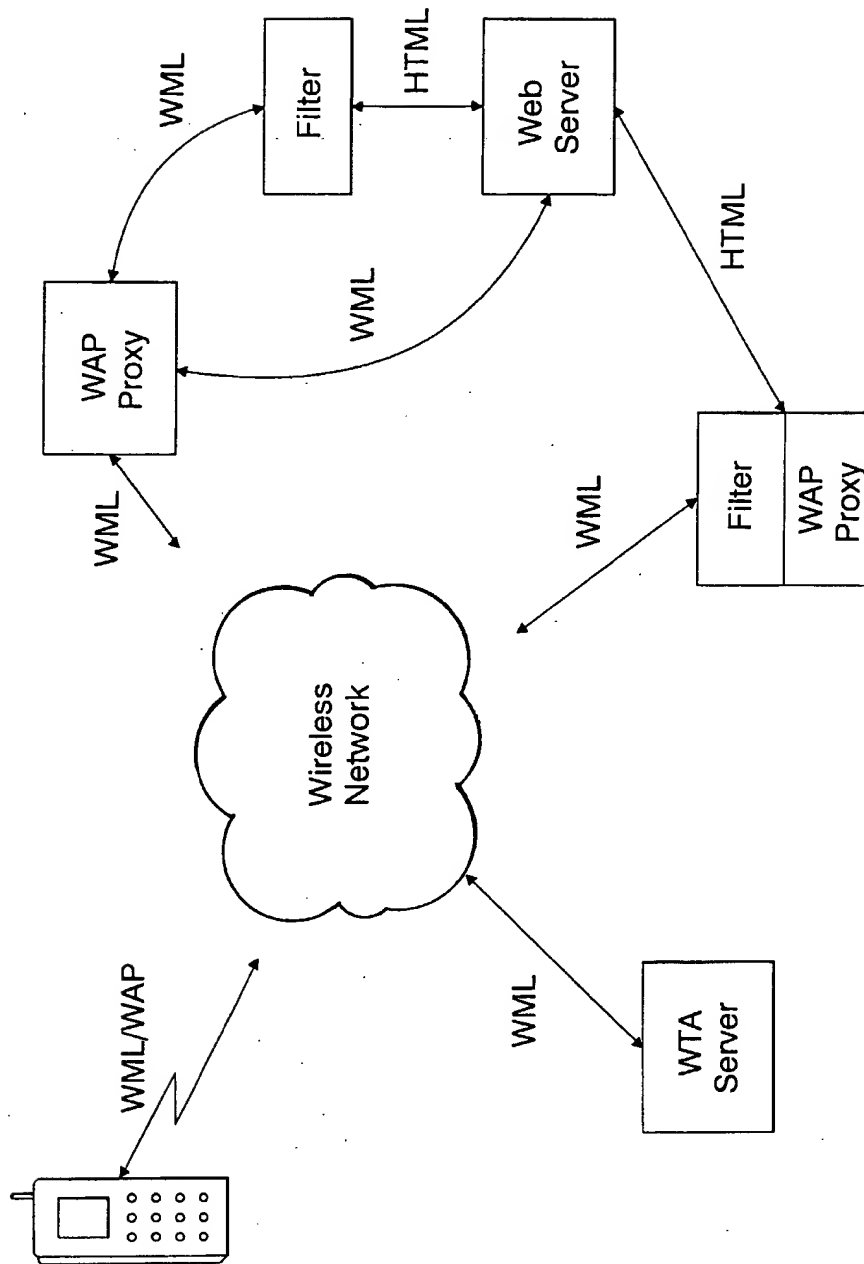 WML/WAP
Wireless
Network
WML
WTA
Server
WML
WAP
Proxy
WML
WML
Filter
HTML
Web
Server
HTML
WML
Filter
WAP
Proxy